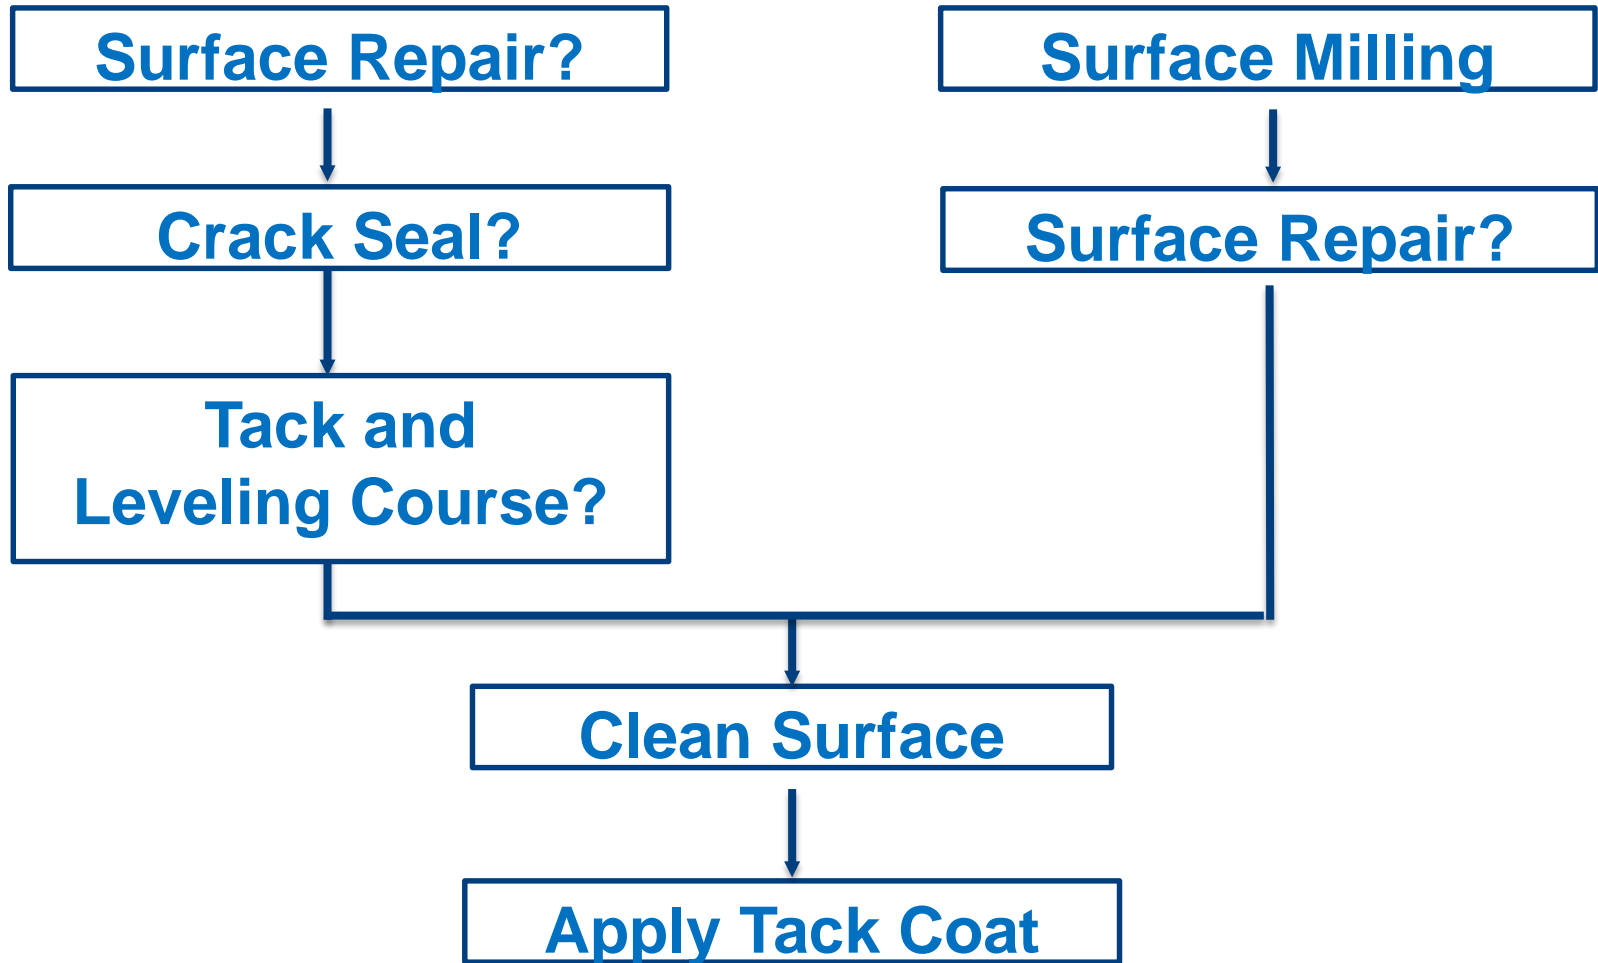 Surface Repair?
Surface Milling
Crack Seal?
Surface Repair?
Tack and
Leveling Course?
Clean Surface
Apply Tack Coat